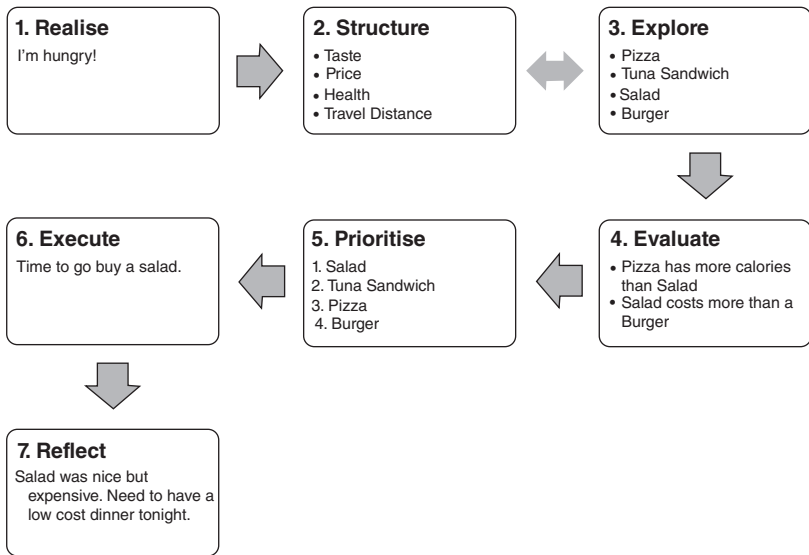 1. Realise
I'm hungry!
2. Structure
• Taste
• Price
• Health
• Travel Distance
3. Explore
• Pizza
• Tuna Sandwich
• Salad
• Burger
4. Evaluate
• Pizza has more calories
than Salad
• Salad costs more than a
Burger
5. Prioritise
1. Salad
2. Tuna Sandwich
3. Pizza
4. Burger
6. Execute
Time to go buy a salad.
7. Reflect
Salad was nice but
expensive. Need to have a
low cost dinner tonight.